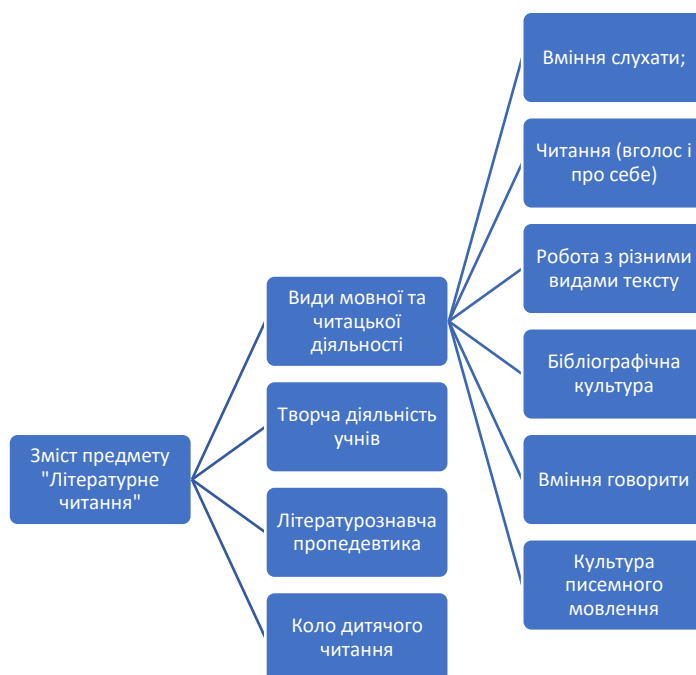 Зміст предмету
"Літературне
читання"
Види мовної та
читацької
діяльності
Творча діяльність
учнів
Літературознавча
пропедевтика
Коло дитячого
читання
Вміння слухати;
Читання (вголос і
про себе)
Робота з різними
видами тексту
Бібліографічна
культура
Вміння говорити
Культура
писемного
мовлення